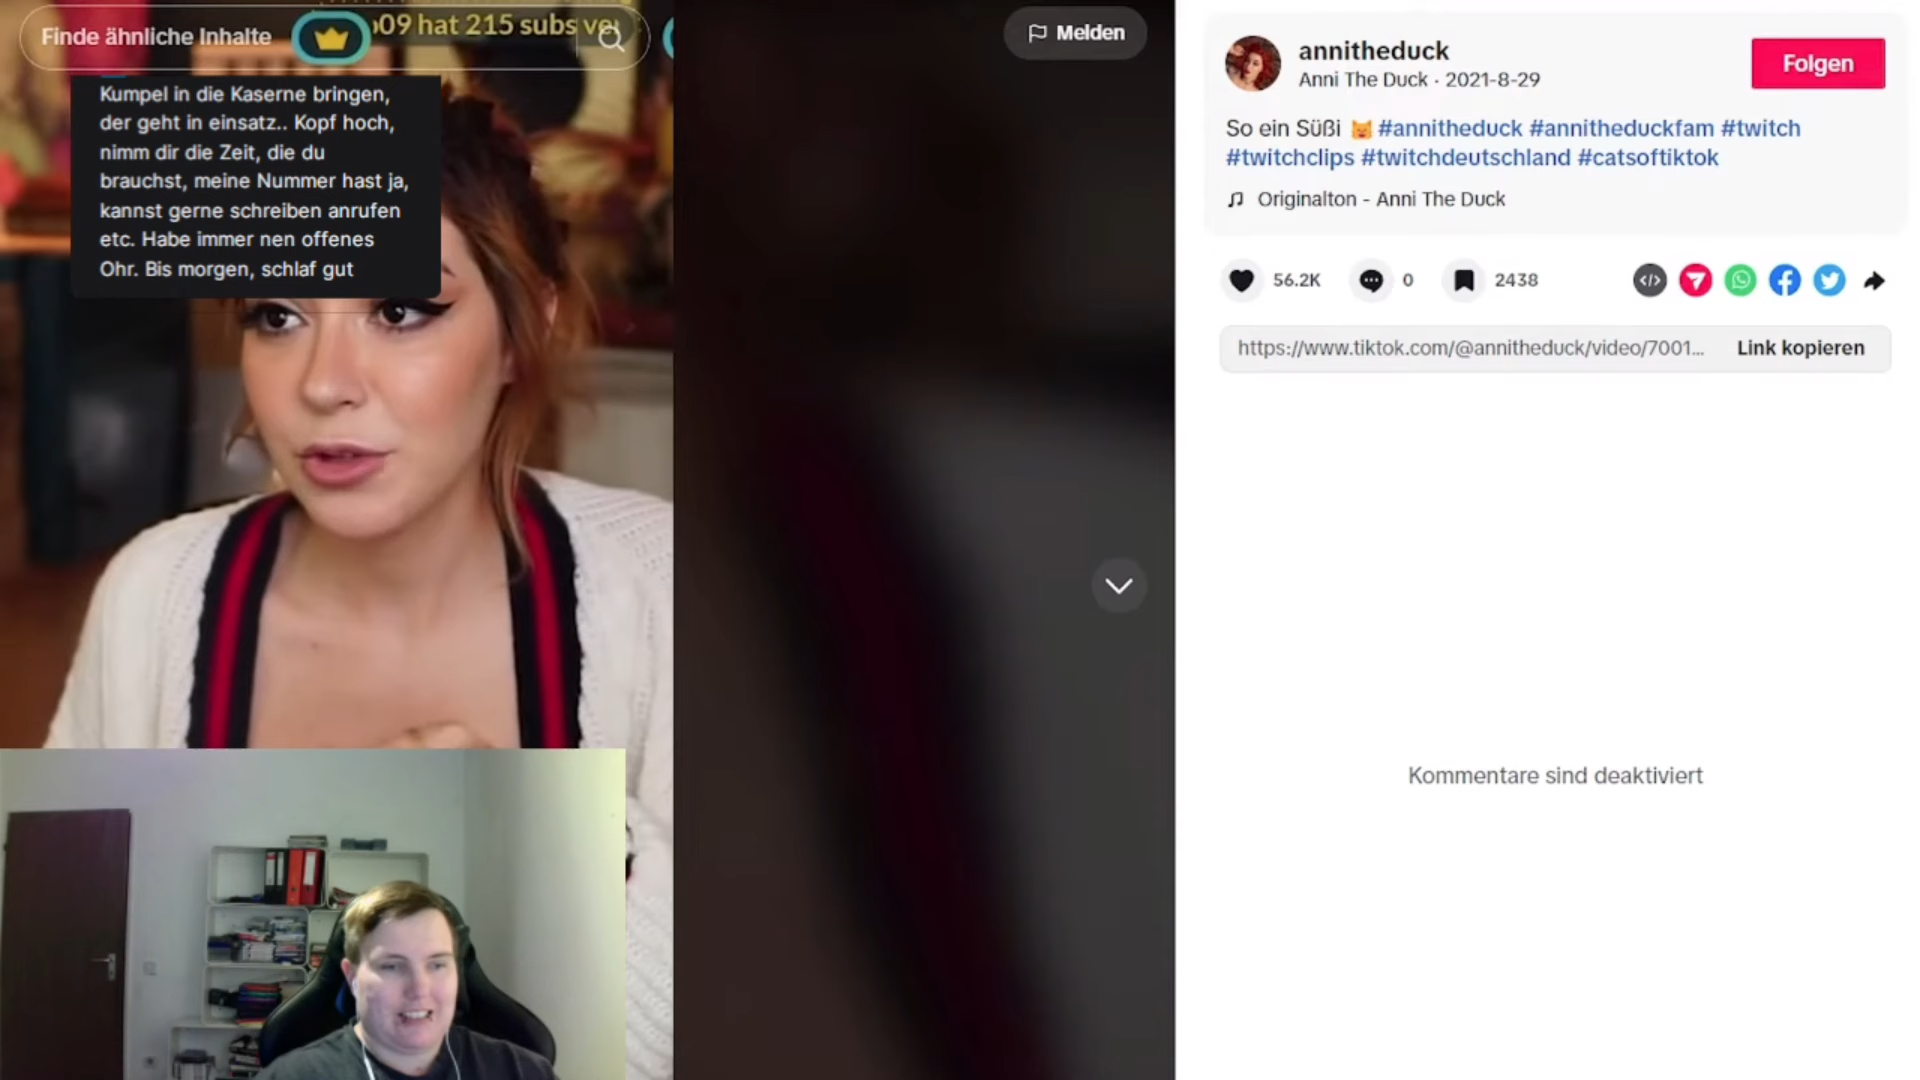 Finde ähnliche Inhalte
09 hat 215 subs ve
Kumpel in die Kaserne bringen,
der geht in einsatz.. Kopf hoch,
nimm dir die Zeit, die du
brauchst, meine Nummer hast ja,
kannst gerne schreiben anrufen
etc. Habe immer nen offenes
Ohr. Bis morgen, schlaf gut
Melden
annitheduck
Anni The Duck · 2021-8-29
Folgen
So ein Süßi 😺 #annitheduck #annitheduckfam #twitch
#twitchclips #twitchdeutschland #catsoftiktok
Originalton - Anni The Duck
56.2K
0
2438
https://www.tiktok.com/@annitheduck/video/7001...
Link kopieren
Kommentare sind deaktiviert